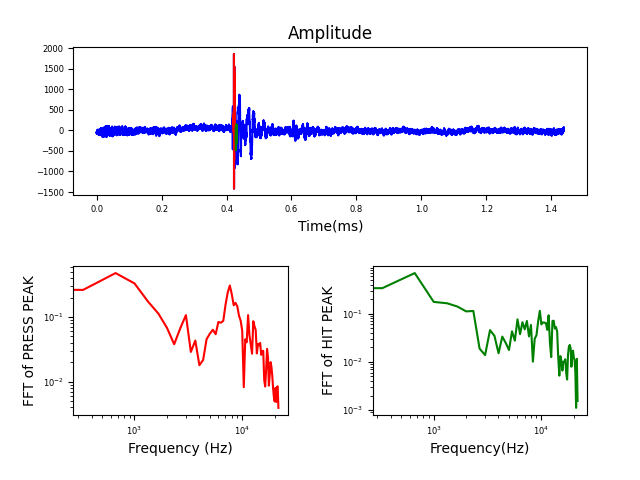 Amplitude
2000
1500
1000
500
0
−500
−1000
−1500
0.0 0.2 0.4 0.6 0.8 1.0 1.2 1.4
Time(ms)
FFT of PRESS PEAK
10⁻¹
10⁻²
10³ 10⁴
Frequency (Hz)
FFT of HIT PEAK
10⁻¹
10⁻²
10⁻³
10³ 10⁴
Frequency(Hz)